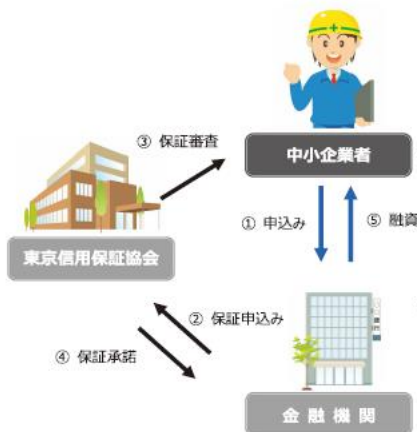 ③ 保証審査
中小企業者
① 申込み
⑤ 融資
東京信用保証協会
② 保証申込み
④ 保証承諾
金融機関